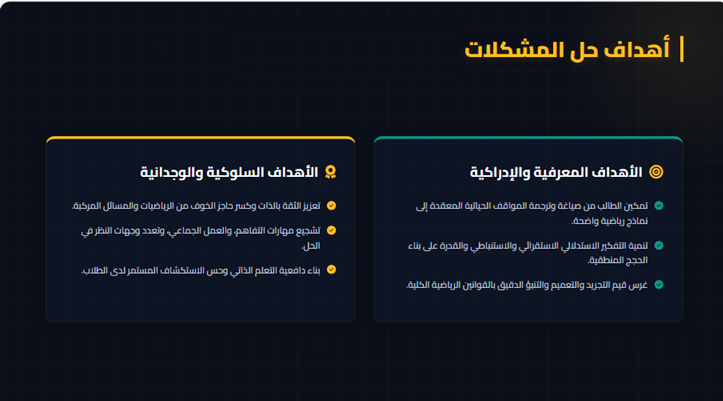 أهداف حل المشكلات
الأهداف المعرفية والإدراكية
تمكين الطالب من صياغة وترجمة المواقف الحياتية المعقدة إلى
نماذج رياضية واضحة.
تنمية التفكير الاستدلالي الاستقرائي والاستنباطي والقدرة على بناء
الحجج المنطقية.
غرس قيم التجريد والتعميم والتنبؤ الدقيق بالقوانين الرياضية الكلية.
الأهداف السلوكية والوجدانية
تعزيز الثقة بالذات وكسر حاجز الخوف من الرياضيات والمسائل المركبة.
تشجيع مهارات التفاهم، والعمل الجماعي، وتعدد وجهات النظر في
الحل.
بناء دافعية التعلم الذاتي وحس الاستكشاف المستمر لدى الطلاب.